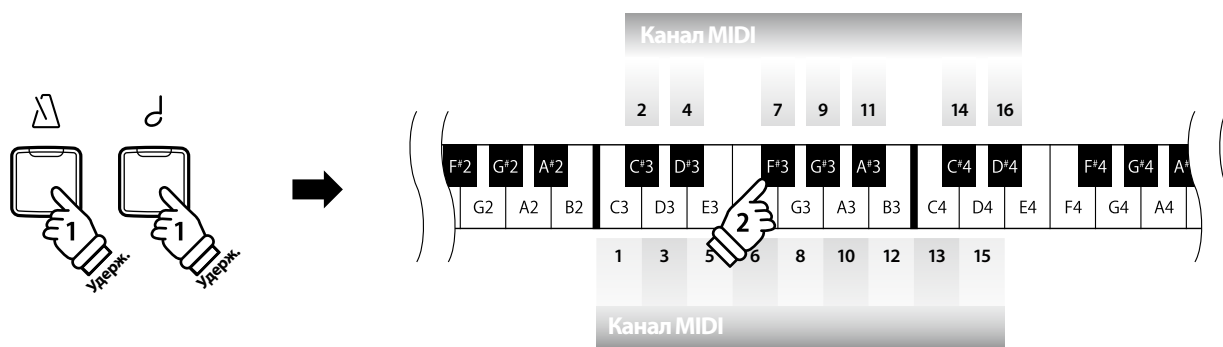 Канал MIDI
2 4 7 9 11 14 16
F#2 G#2 A#2 C#3 D#3 F#3 G#3 A#3 C#4 D#4 F#4 G#4 A#
G2 A2 B2 C3 D3 E3 G3 A3 B3 C4 D4 E4 F4 G4 A4
1 1 2
Удерж. Удерж.
1 3 5 6 8 10 12 13 15
Канал MIDI